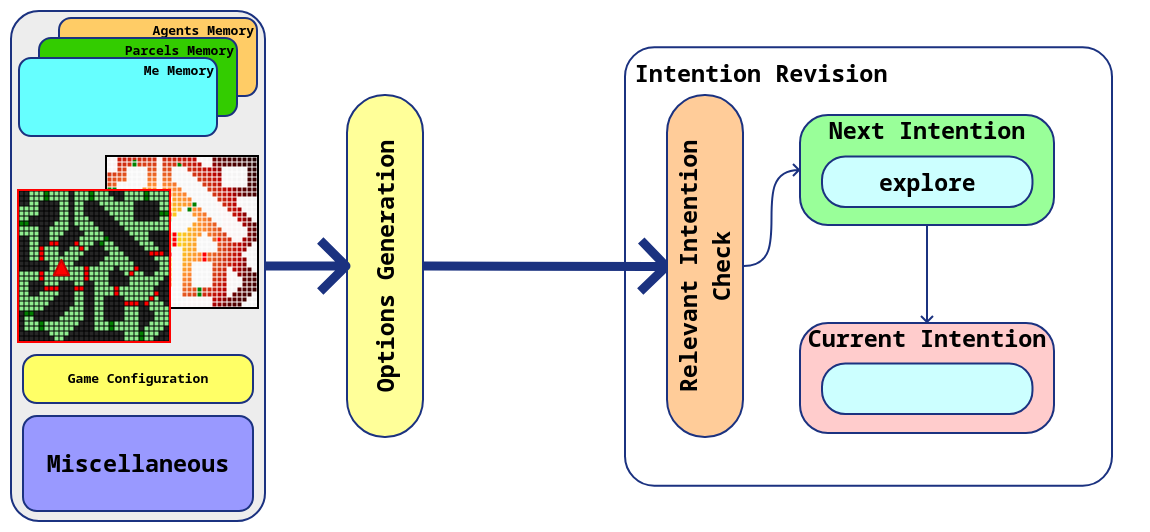 Agents Memory
Parcels Memory
Me Memory
Game Configuration
Miscellaneous
Options Generation
Intention Revision
Relevant Intention
Check
Next Intention
explore
Current Intention